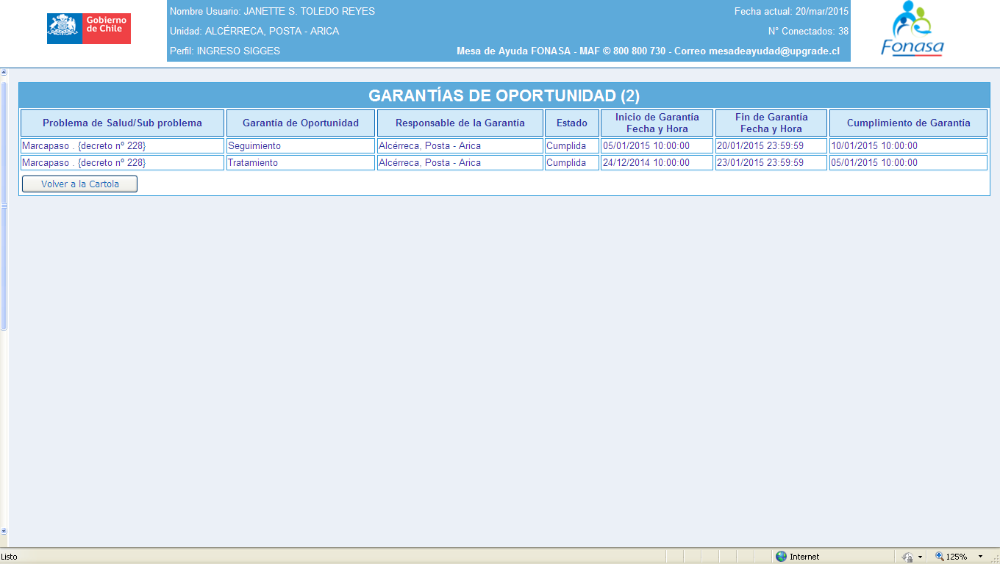 Gobierno
de Chile
Nombre Usuario: JANETTE S. TOLEDO REYES
Fecha actual: 20/mar/2015
Unidad: ALCÉRRECA, POSTA - ARICA
N° Conectados: 38
Perfil: INGRESO SIGGES
Mesa de Ayuda FONASA - MAF © 800 800 730 - Correo mesadeayudad@upgrade.cl
Fonasa
GARANTÍAS DE OPORTUNIDAD (2)
Problema de Salud/Sub problema Garantía de Oportunidad Responsable de la Garantía Estado Inicio de Garantía Fecha y Hora Fin de Garantía Fecha y Hora Cumplimiento de Garantía
Marcapaso . {decreto nº 228} Seguimiento Alcérreca, Posta - Arica Cumplida 05/01/2015 10:00:00 20/01/2015 23:59:59 10/01/2015 10:00:00
Marcapaso . {decreto nº 228} Tratamiento Alcérreca, Posta - Arica Cumplida 24/12/2014 10:00:00 23/01/2015 23:59:59 05/01/2015 10:00:00
Volver a la Cartola
Listo Internet 125%